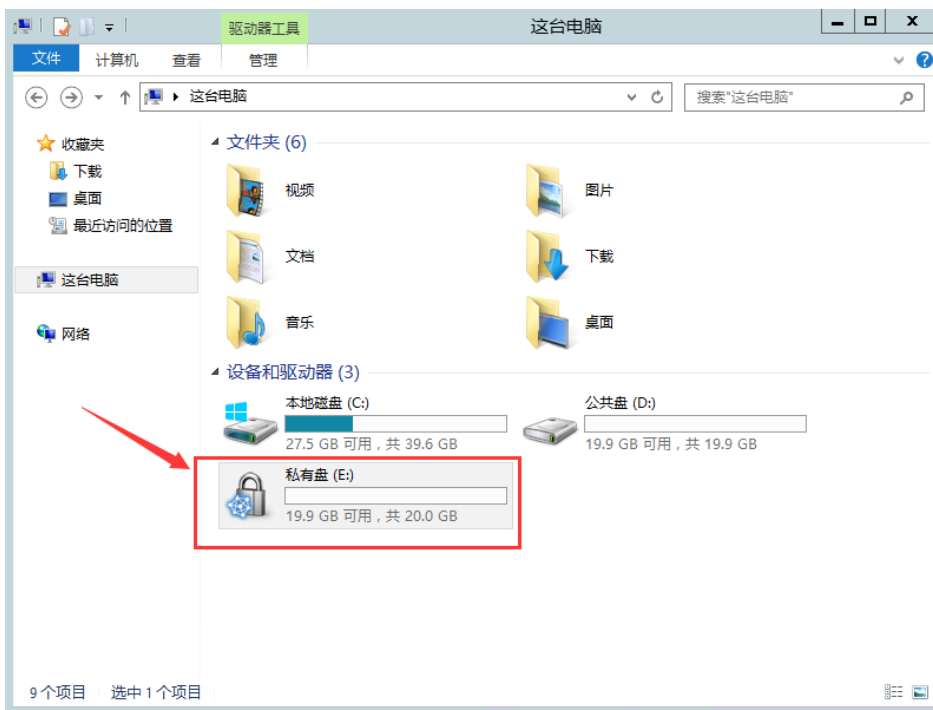 驱动器工具
这台电脑
文件 计算机 查看 管理
这台电脑
搜索"这台电脑"
收藏夹
下载
桌面
最近访问的位置
这台电脑
网络
文件夹 (6)
视频
图片
文档
下载
音乐
桌面
设备和驱动器 (3)
本地磁盘 (C:)
27.5 GB 可用，共 39.6 GB
公共盘 (D:)
19.9 GB 可用，共 19.9 GB
私有盘 (E:)
19.9 GB 可用，共 20.0 GB
9 个项目 选中 1 个项目